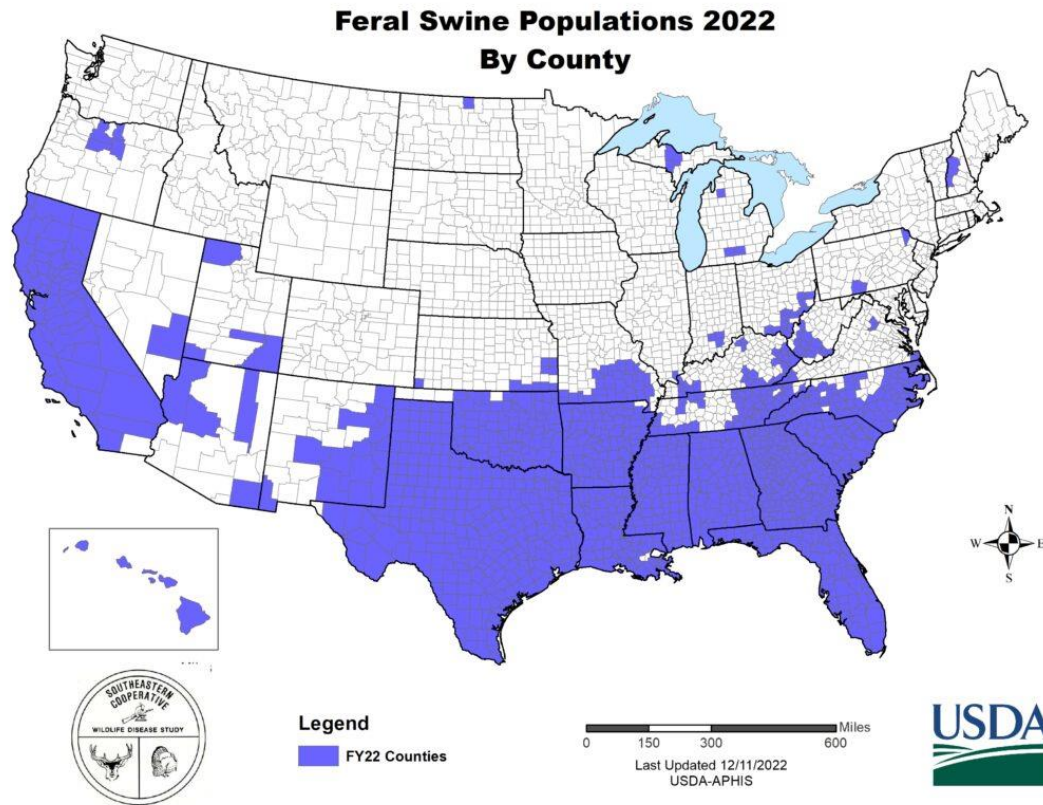 Feral Swine Populations 2022
By County
N
W
E
S
SOUTHEASTERN
COOPERATIVE
WILDLIFE DISEASE STUDY
Legend
FY22 Counties
Miles
0 150 300 600
Last Updated 12/11/2022
USDA-APHIS
USDA